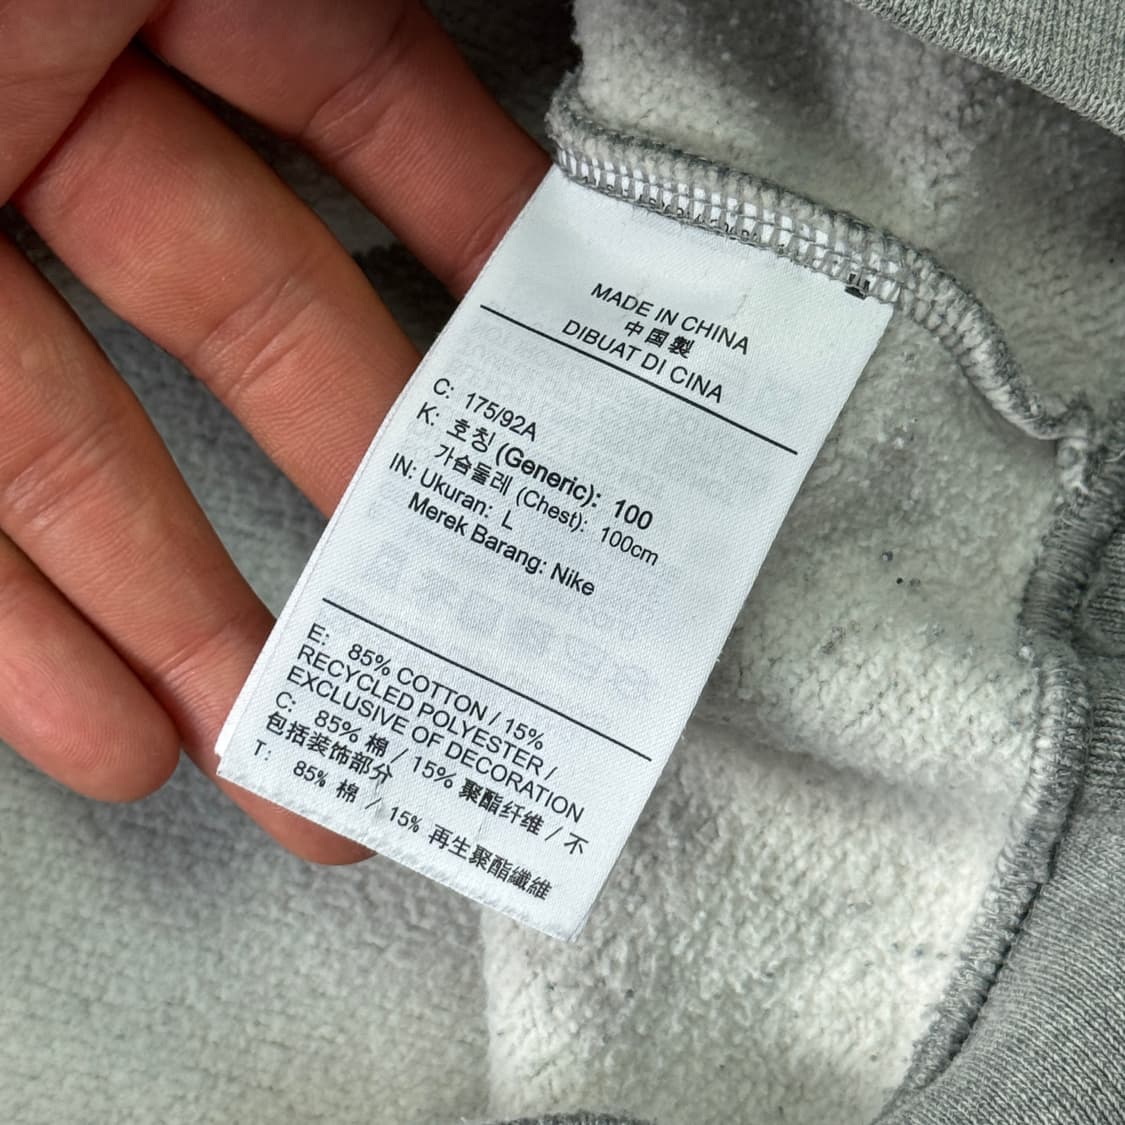 MADE IN CHINA
中国製
DIBUAT DI CINA
C: 175/92A
K: 호칭 (Generic): 100
가슴둘레 (Chest): 100cm
IN: Ukuran: L
Merek Barang: Nike
E: 85% COTTON / 15%
RECYCLED POLYESTER /
EXCLUSIVE OF DECORATION
C: 85% 棉 / 15% 聚酯纤维 / 不
包括装饰部分
T: 85% 棉 / 15% 再生聚酯纖維